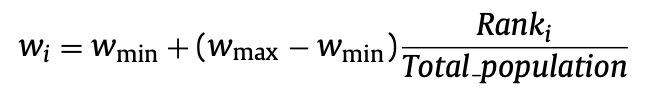 w_i = w_min + (w_max − w_min) Rank_i / Total_population